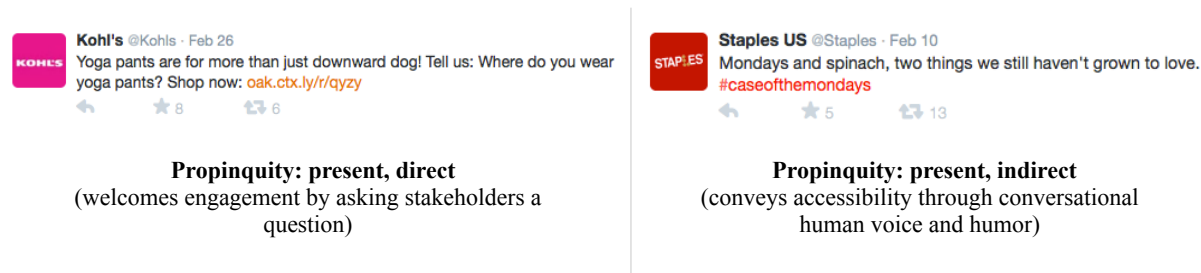 KOHL'S
Kohl's @Kohls · Feb 26
Yoga pants are for more than just downward dog! Tell us: Where do you wear
yoga pants? Shop now: oak.ctx.ly/r/qyzy
8 6
Propinquity: present, direct
(welcomes engagement by asking stakeholders a
question)
STAPLES
Staples US @Staples · Feb 10
Mondays and spinach, two things we still haven't grown to love.
#caseofthemondays
5 13
Propinquity: present, indirect
(conveys accessibility through conversational
human voice and humor)